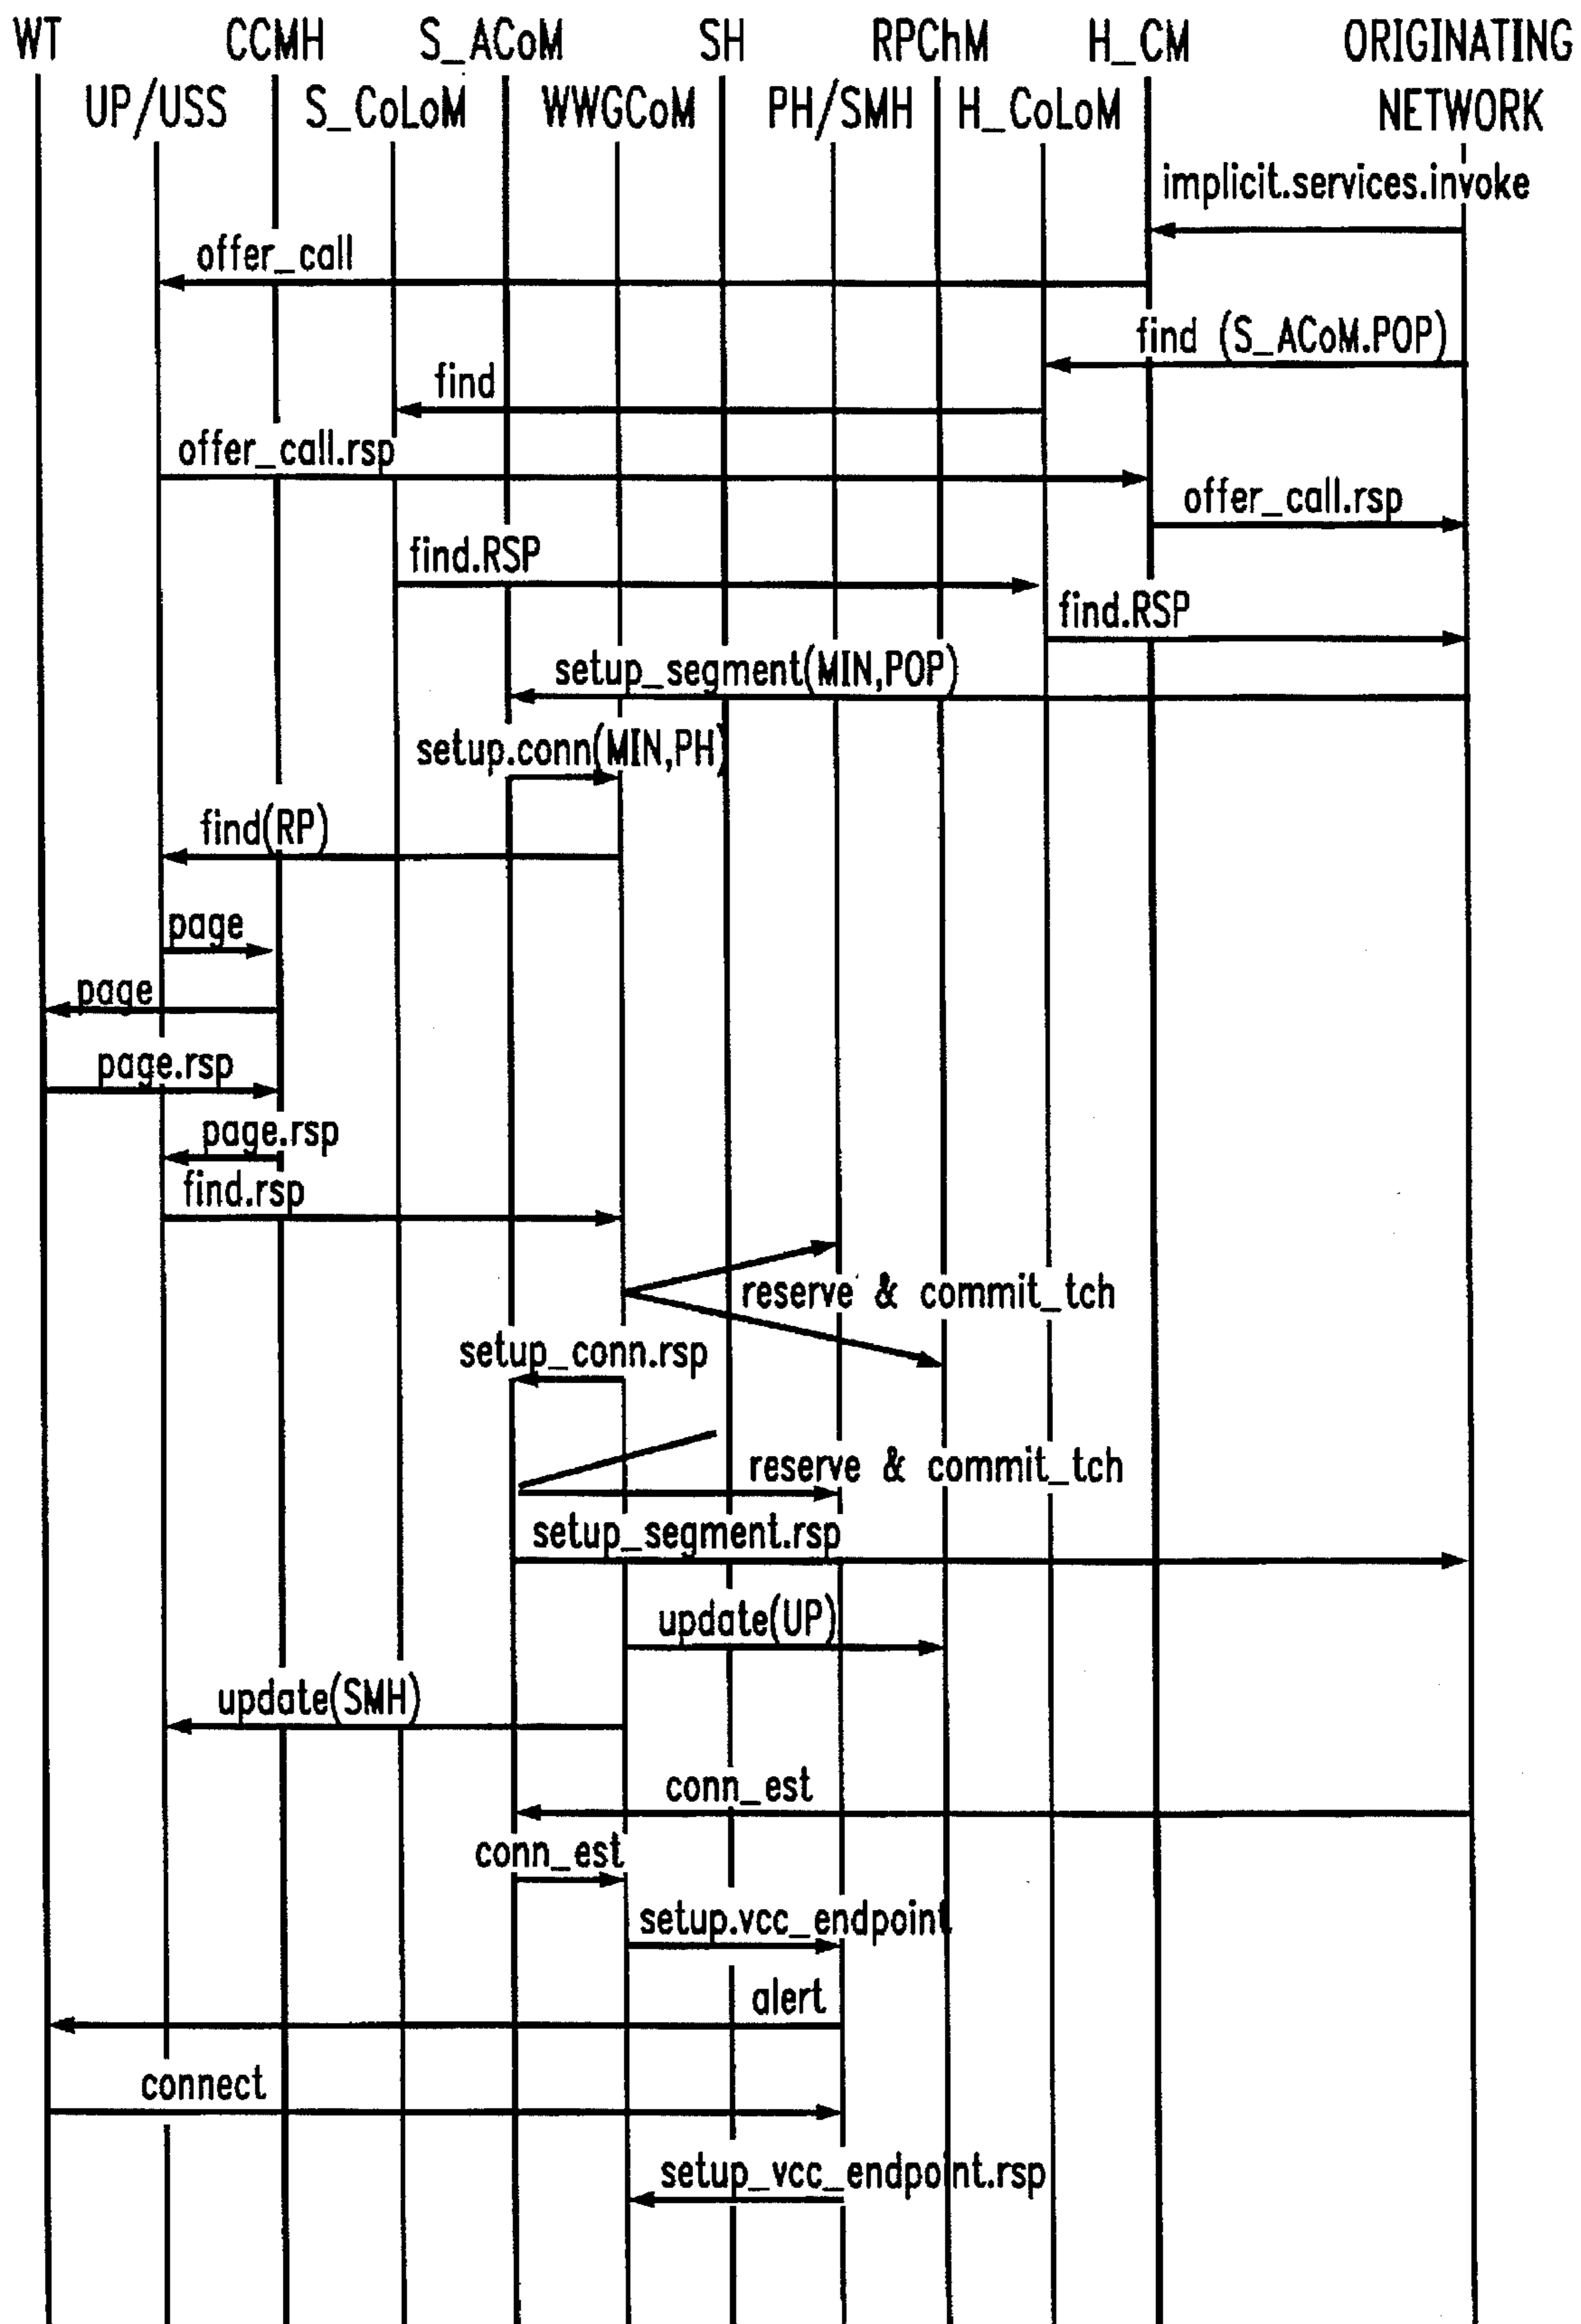 WT CCMH S_ACoM SH RPChM H_CM ORIGINATING
UP/USS S_CoLoM WWGCoM PH/SMH H_CoLoM NETWORK
implicit.services.invoke
offer_call
find (S_ACoM.POP)
find
offer_call.rsp
offer_call.rsp
find.RSP
find.RSP
setup_segment(MIN,POP)
setup.conn(MIN,PH)
find(RP)
page
page
page.rsp
page.rsp
find.rsp
reserve & commit_tch
setup_conn.rsp
reserve & commit_tch
setup_segment.rsp
update(UP)
update(SMH)
conn_est
conn_est
setup.vcc_endpoint
alert
connect
setup_vcc_endpoint.rsp